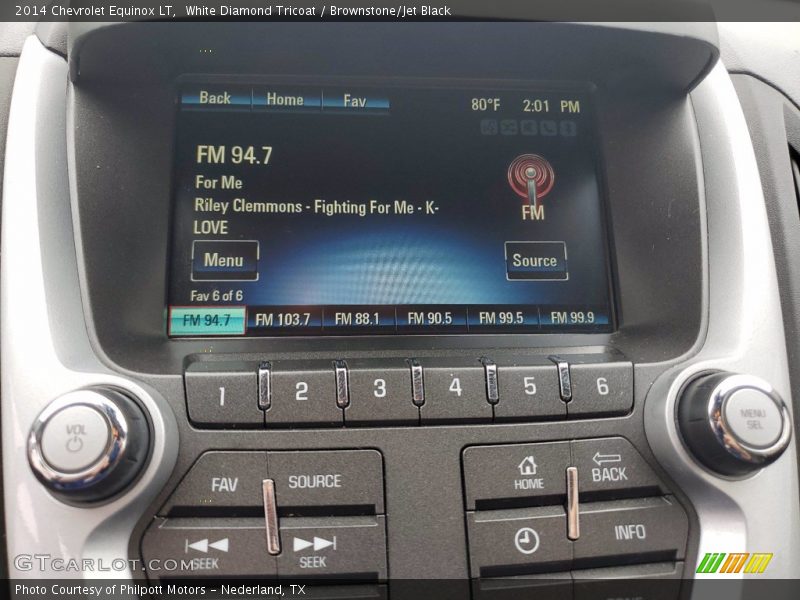 2014 Chevrolet Equinox LT,  White Diamond Tricoat / Brownstone/Jet Black
Back Home Fav 80°F 2:01 PM
FM 94.7
For Me
Riley Clemmons - Fighting For Me - K-
LOVE
FM
Menu Source
Fav 6 of 6
FM 94.7 FM 103.7 FM 88.1 FM 90.5 FM 99.5 FM 99.9
1 2 3 4 5 6
VOL
MENU
SEL
FAV SOURCE HOME BACK
INFO
SEEK SEEK
GTCarLot.com
Photo Courtesy of Philpott Motors - Nederland, TX